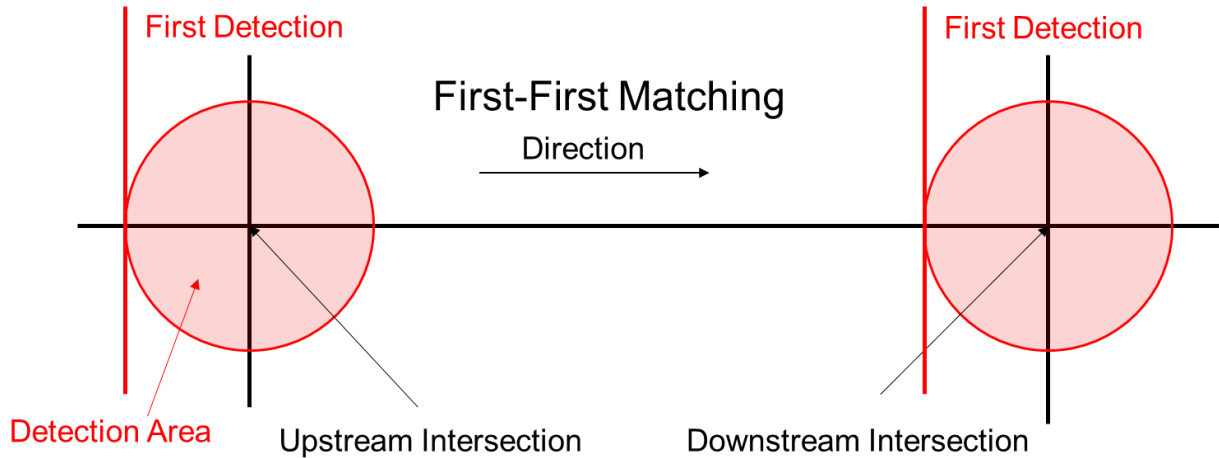 First Detection
First Detection
First-First Matching
Direction
Detection Area
Upstream Intersection
Downstream Intersection